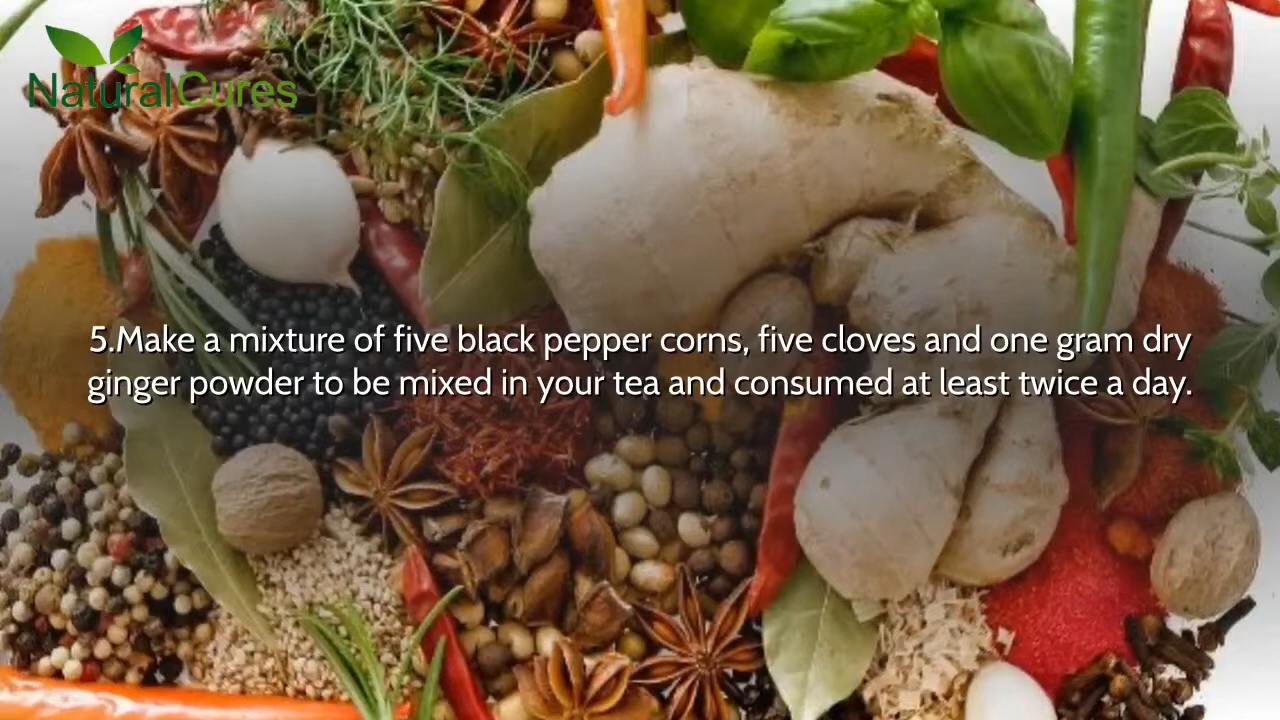 NaturalCures
5.Make a mixture of five black pepper corns, five cloves and one gram dry
ginger powder to be mixed in your tea and consumed at least twice a day.